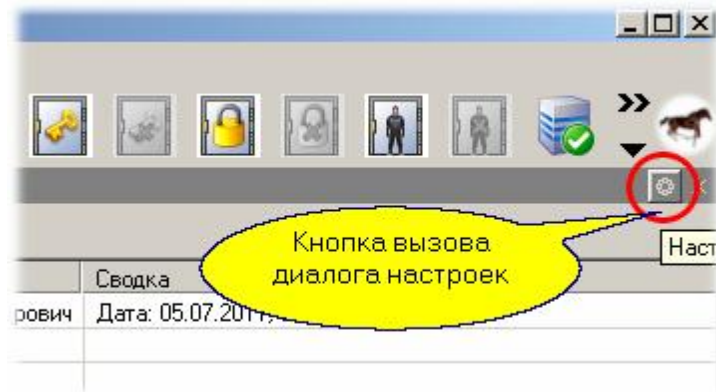 Кнопка вызова
диалога настроек
Наст
Сводка
рович Дата: 05.07.2011,